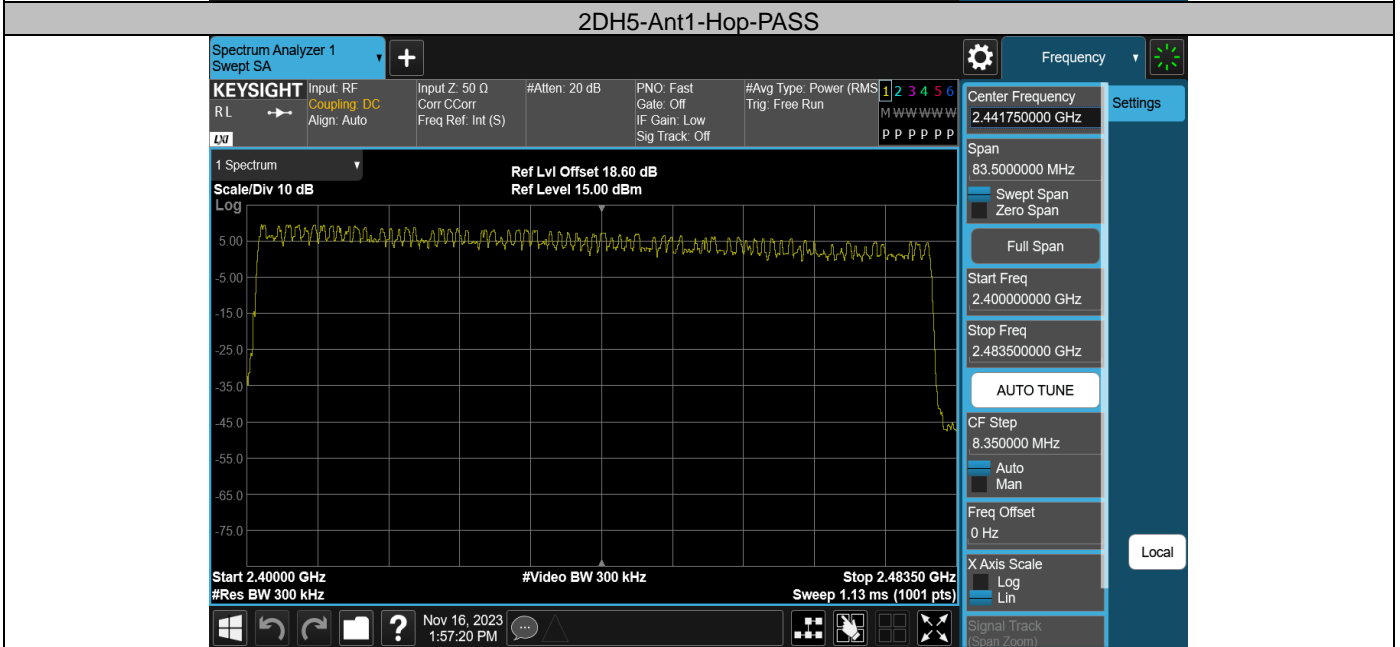 2DH5-Ant1-Hop-PASS
Spectrum Analyzer 1
Swept SA
+
Frequency
KEYSIGHT
RL
LXI
Input: RF
Coupling: DC
Align: Auto
Input Z: 50 Ω
Corr CCorr
Freq Ref: Int (S)
#Atten: 20 dB
PNO: Fast
Gate: Off
IF Gain: Low
Sig Track: Off
#Avg Type: Power (RMS
Trig: Free Run
1 2 3 4 5 6
M W W W W W
P P P P P P
Center Frequency
2.441750000 GHz
Settings
Span
83.5000000 MHz
Swept Span
Zero Span
Full Span
Start Freq
2.400000000 GHz
Stop Freq
2.483500000 GHz
AUTO TUNE
CF Step
8.350000 MHz
Auto
Man
Freq Offset
0 Hz
X Axis Scale
Log
Lin
Signal Track
(Span Zoom)
Local
1 Spectrum
Scale/Div 10 dB
Log
Ref Lvl Offset 18.60 dB
Ref Level 15.00 dBm
5.00
-5.00
-15.0
-25.0
-35.0
-45.0
-55.0
-65.0
-75.0
Start 2.40000 GHz
#Res BW 300 kHz
#Video BW 300 kHz
Stop 2.48350 GHz
Sweep 1.13 ms (1001 pts)
?
Nov 16, 2023
1:57:20 PM